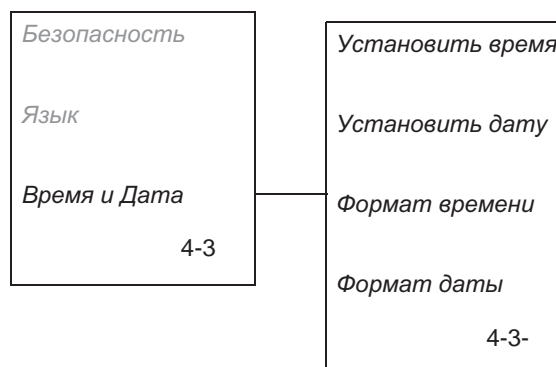 Безопасность
Язык
Время и Дата
4-3
Установить время
Установить дату
Формат времени
Формат даты
4-3-